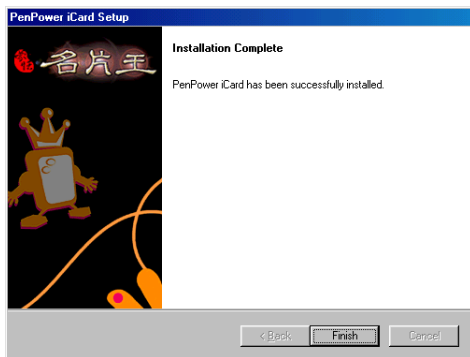 PenPower iCard Setup
名片王
Installation Complete
PenPower iCard has been successfully installed.
< Back
Finish
Cancel